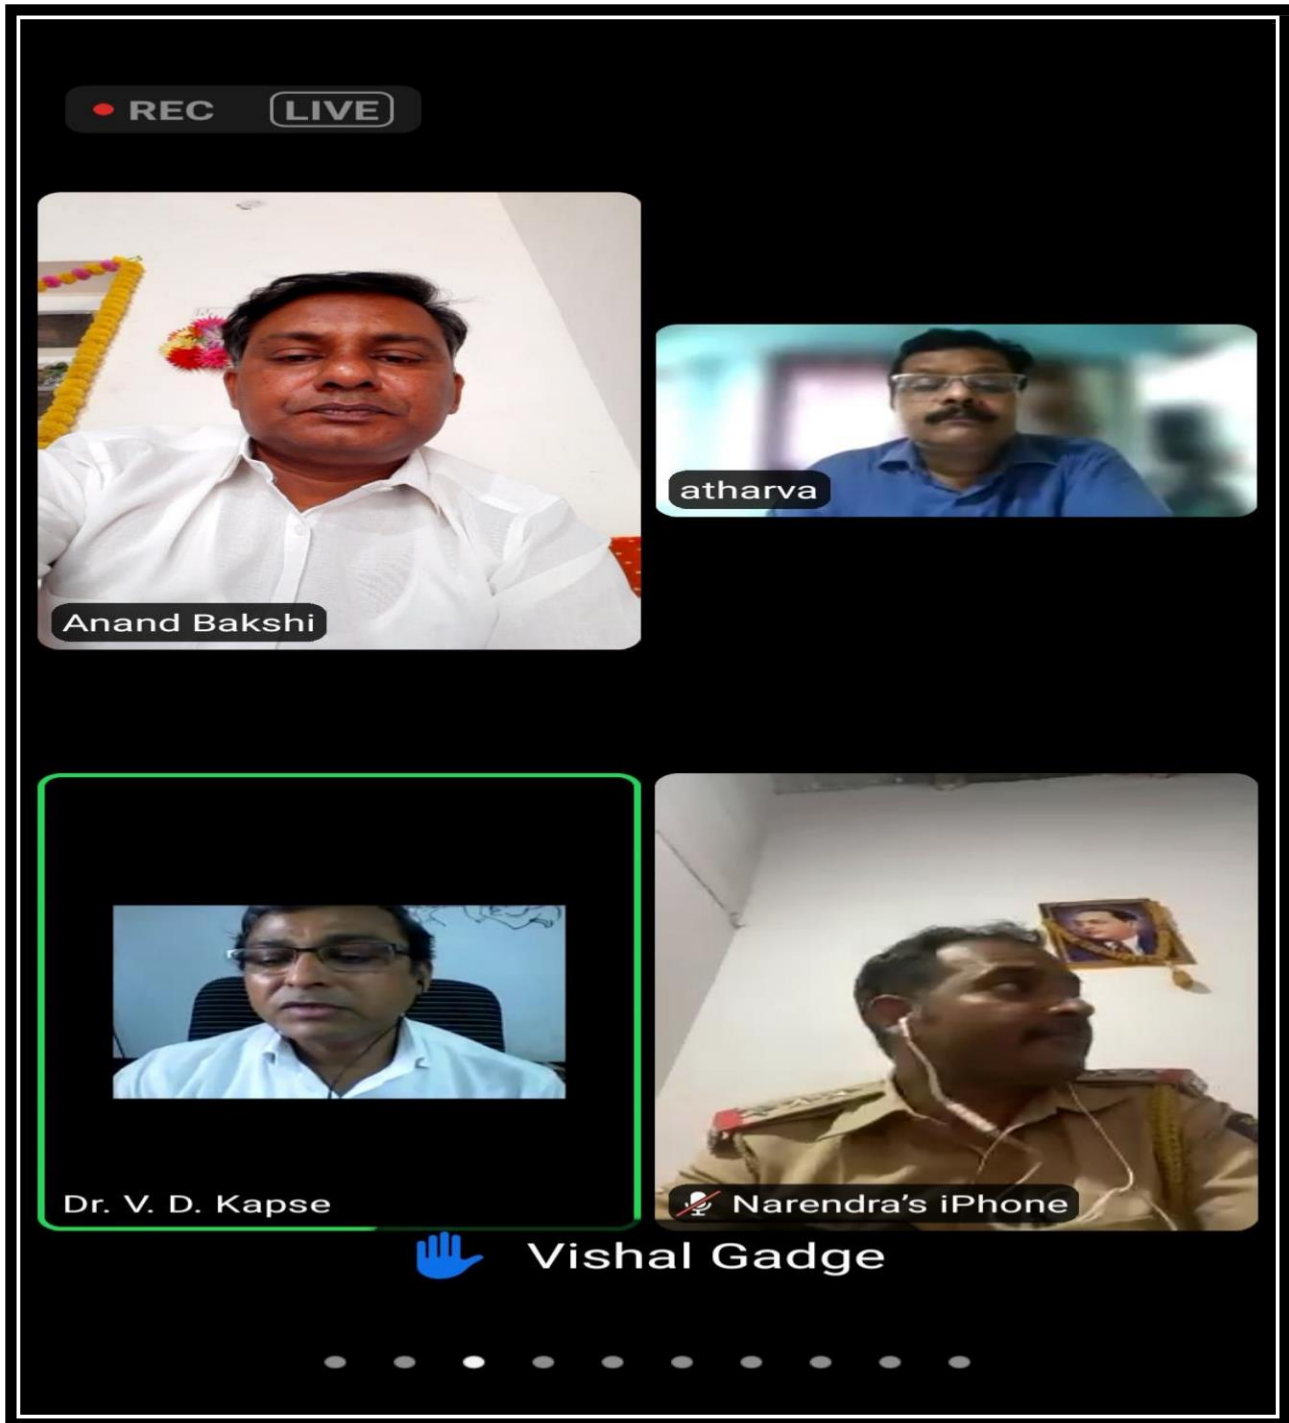 REC LIVE
Anand Bakshi
atharva
Dr. V. D. Kapse
Narendra’s iPhone
Vishal Gadge